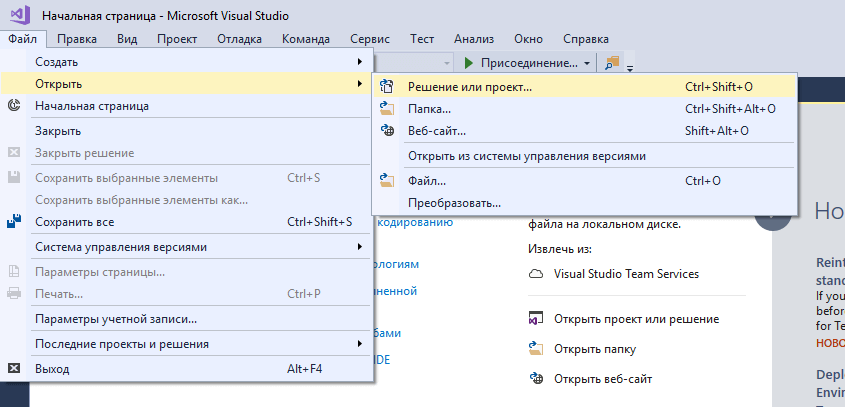 Начальная страница - Microsoft Visual Studio
Файл Правка Вид Проект Отладка Команда Сервис Тест Анализ Окно Справка
Присоединение...
Создать
Открыть
Начальная страница
Закрыть
Закрыть решение
Сохранить выбранные элементы Ctrl+S
Сохранить выбранные элементы как...
Сохранить все Ctrl+Shift+S
Система управления версиями
Параметры страницы...
Печать... Ctrl+P
Параметры учетной записи...
Последние проекты и решения
Выход Alt+F4
Решение или проект... Ctrl+Shift+O
Папка... Ctrl+Shift+Alt+O
Веб-сайт... Shift+Alt+O
Открыть из системы управления версиями
Файл... Ctrl+O
Преобразовать...
кодированию
ологиям
ненной
бами
IDE
файла на локальном диске.
Извлечь из:
Visual Studio Team Services
Открыть проект или решение
Открыть папку
Открыть веб-сайт
Но
Reint
stanc
If you
before
for Te
НОВО
Deplo
Envir